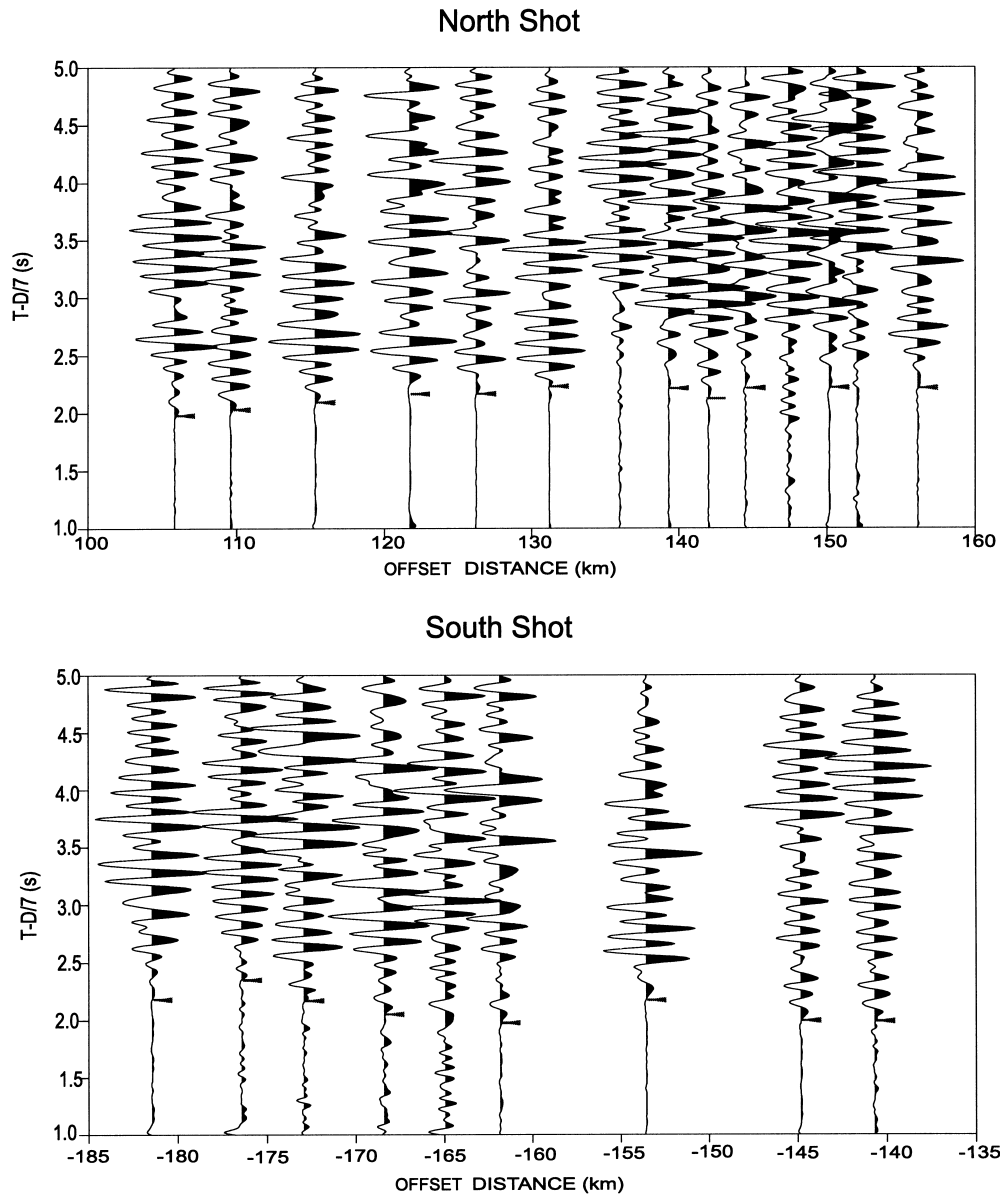 North Shot
5.0
4.5
4.0
3.5
3.0
2.5
2.0
1.5
1.0
T-D/7 (s)
100 110 120 130 140 150 160
OFFSET DISTANCE (km)
South Shot
5.0
4.5
4.0
3.5
3.0
2.5
2.0
1.5
1.0
T-D/7 (s)
-185 -180 -175 -170 -165 -160 -155 -150 -145 -140 -135
OFFSET DISTANCE (km)